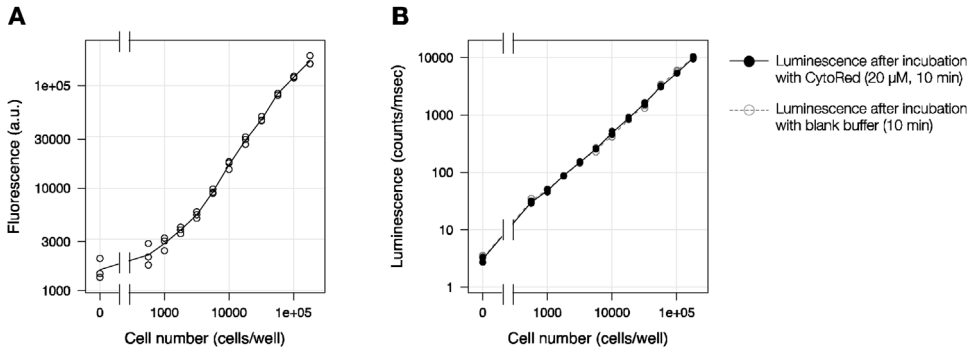 A
Fluorescence (a.u.)
1e+05
30000
10000
3000
1000
0
1000
10000
1e+05
Cell number (cells/well)
B
Luminescence (counts/msec)
10000
1000
100
10
1
0
1000
10000
1e+05
Cell number (cells/well)
Luminescence after incubation
with CytoRed (20 µM, 10 min)
Luminescence after incubation
with blank buffer (10 min)